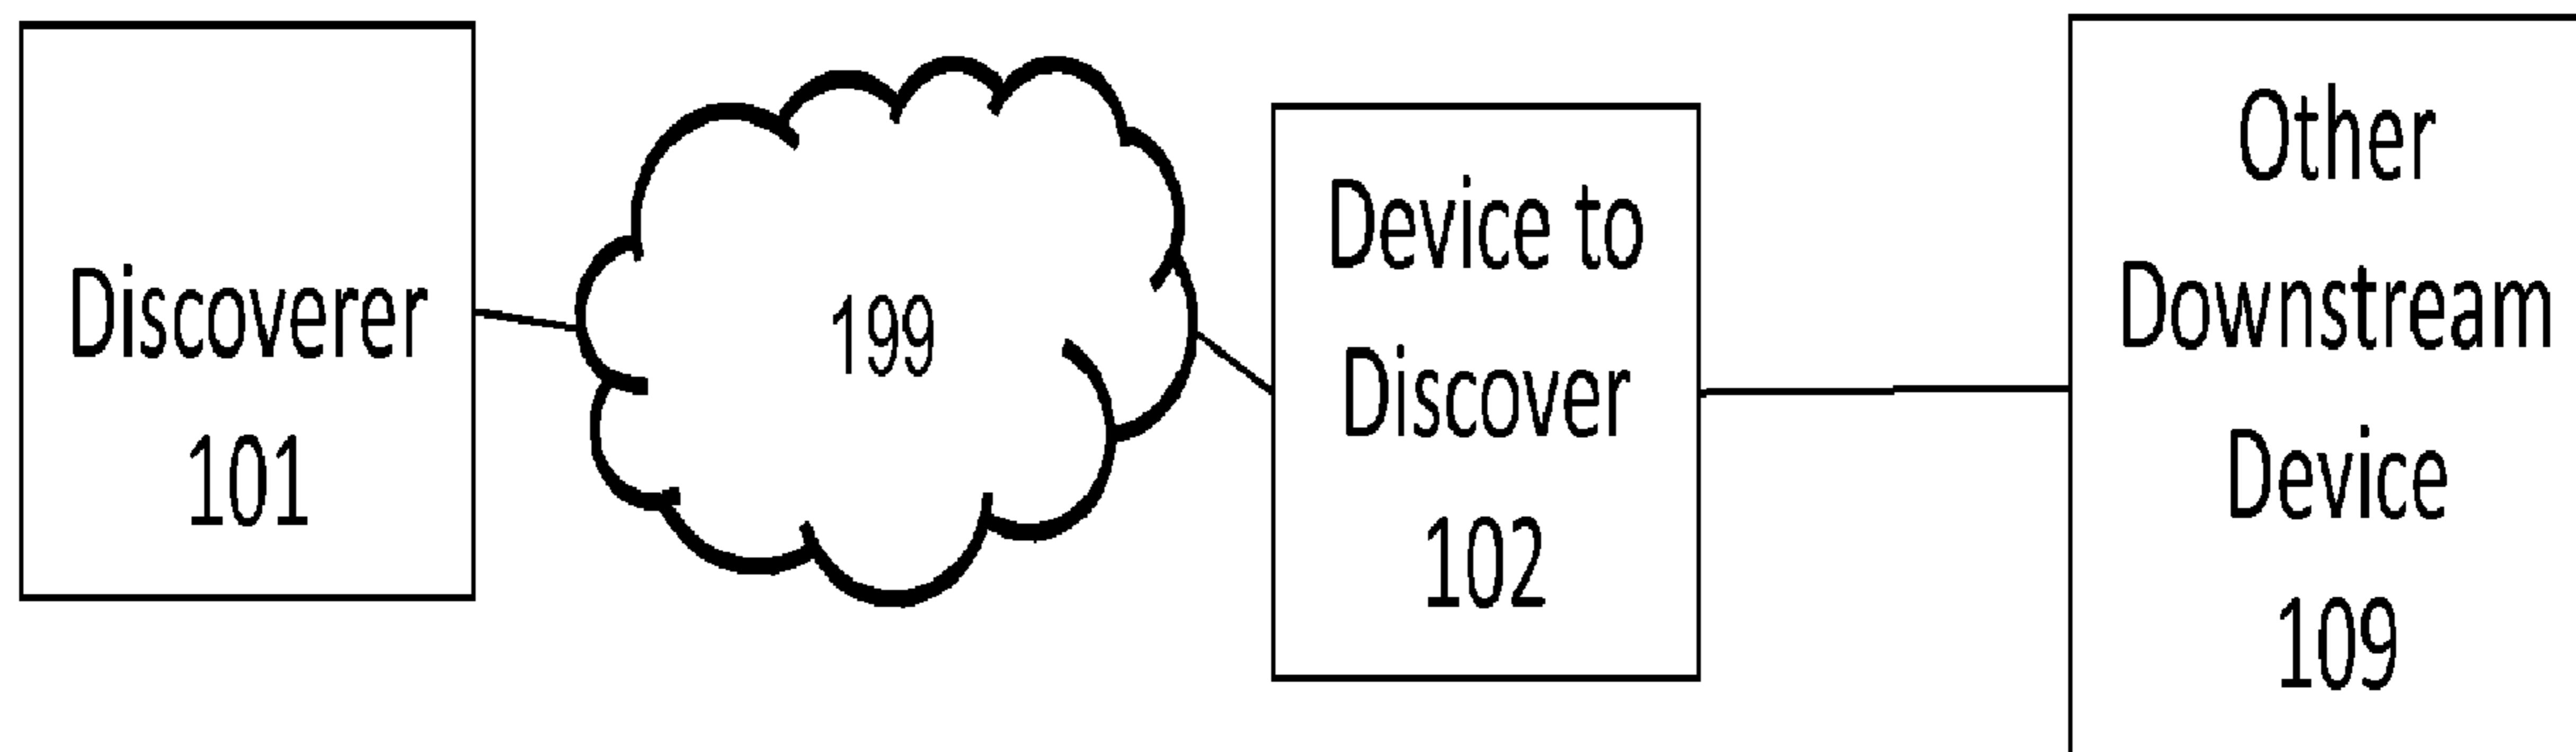 Discoverer
101
199
Device to
Discover
102
Other
Downstream
Device
109